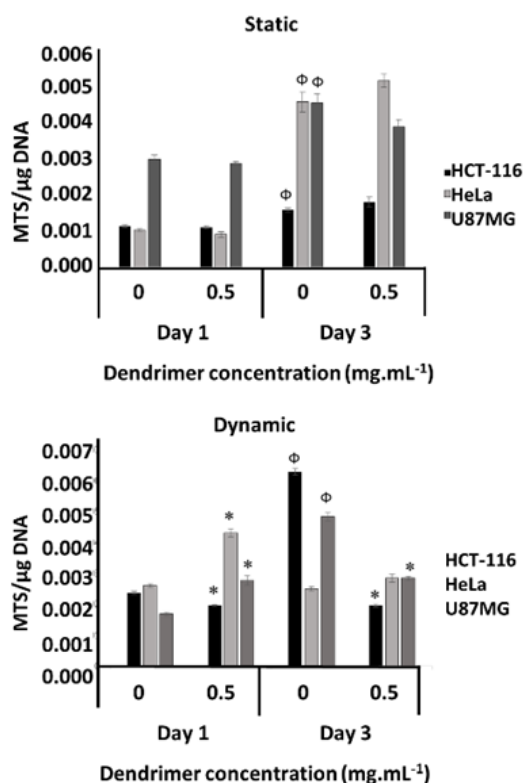 Static
MTS/µg DNA
0.006
0.005
0.004
0.003
0.002
0.001
0.000
Φ
Φ
Φ
HCT-116
HeLa
U87MG
0
0.5
0
0.5
Day 1
Day 3
Dendrimer concentration (mg.mL⁻¹)
Dynamic
MTS/µg DNA
0.007
0.006
0.005
0.004
0.003
0.002
0.000
*
*
*
Φ
Φ
*
*
HCT-116
HeLa
U87MG
0
0.5
0
0.5
Day 1
Day 3
Dendrimer concentration (mg.mL⁻¹)